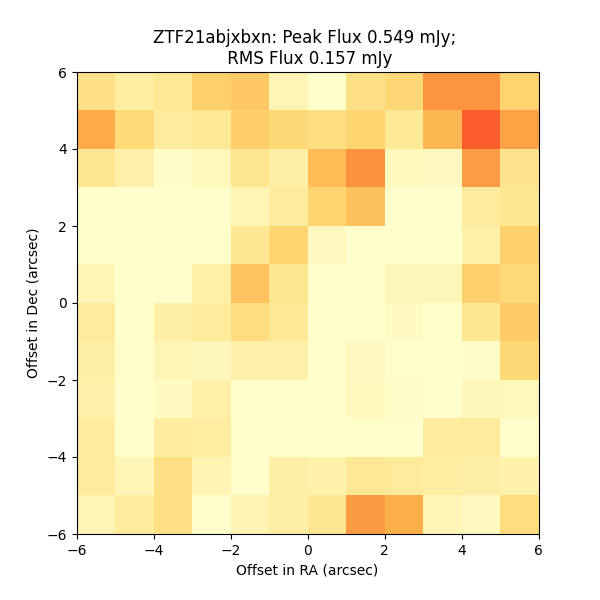 ZTF21abjxbxn: Peak Flux 0.549 mJy;
RMS Flux 0.157 mJy
6
4
2
0
−2
−4
−6
Offset in Dec (arcsec)
−6 −4 −2 0 2 4 6
Offset in RA (arcsec)